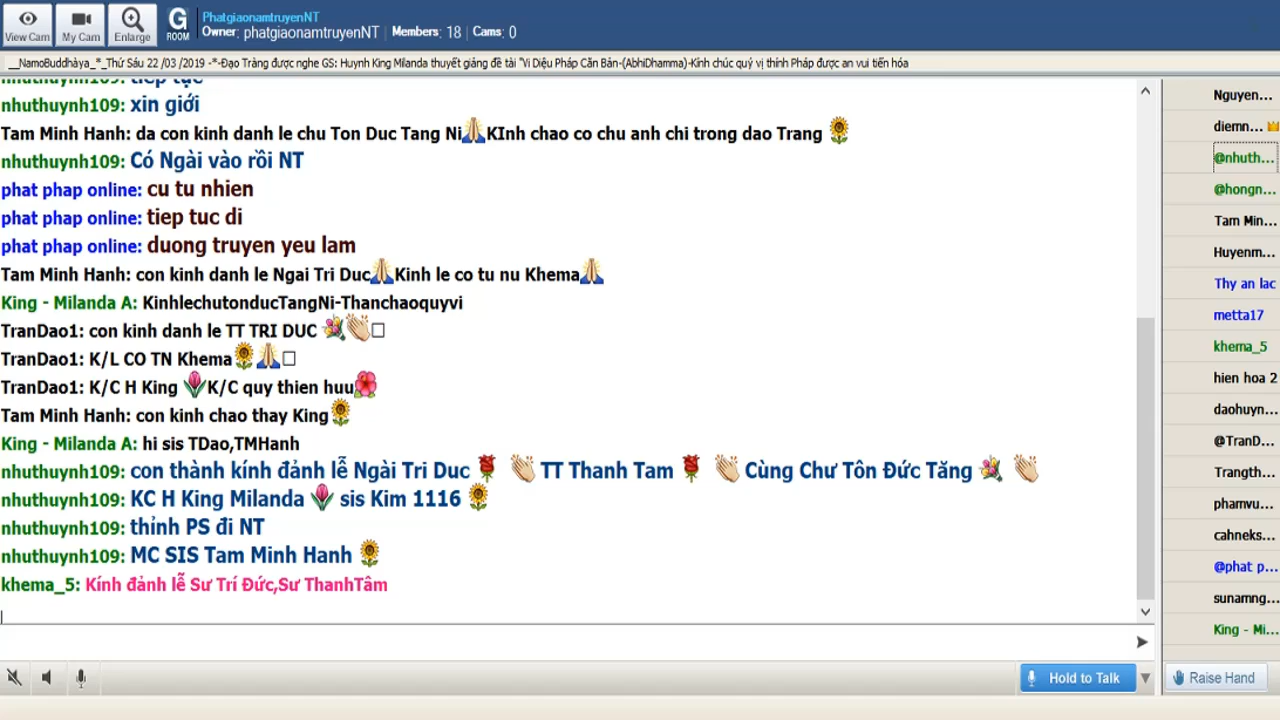 View Cam
My Cam
Enlarge
G ROOM
PhatgiaonamtruyenNT
Owner: phatgiaonamtruyenNT | Members: 18 | Cams: 0
__NamoBuddhàya_*_Thứ Sáu 22 /03 /2019 -*-Đạo Tràng được nghe GS: Huynh King Milanda thuyết giảng đề tài "Vi Diệu Pháp Căn Bản-(AbhiDhamma)-Kính chúc quý vị thính Pháp được an vui tiến hóa
nhuthuynh109: tiếp tục
nhuthuynh109: xin giới
Tam Minh Hanh: da con kinh danh le chu Ton Duc Tang Ni🙏KInh chao co chu anh chi trong dao Trang 🌻
nhuthuynh109: Có Ngài vào rồi NT
phat phap online: cu tu nhien
phat phap online: tiep tuc di
phat phap online: duong truyen yeu lam
Tam Minh Hanh: con kinh danh le Ngai Tri Duc🙏Kinh le co tu nu Khema🙏
King - Milanda A: KinhlechutonducTangNi-Thanchaoquyvi
TranDao1: con kinh danh le TT TRI DUC 💐👏□
TranDao1: K/L CO TN Khema🌻🙏□
TranDao1: K/C H King 🌷K/C quy thien huu🌺
Tam Minh Hanh: con kinh chao thay King🌻
King - Milanda A: hi sis TDao,TMHanh
nhuthuynh109: con thành kính đảnh lễ Ngài Tri Duc 🌹 👏 TT Thanh Tam 🌹 👏 Cùng Chư Tôn Đức Tăng 💐 👏
nhuthuynh109: KC H King Milanda 🌷 sis Kim 1116 🌻
nhuthuynh109: thỉnh PS đi NT
nhuthuynh109: MC SIS Tam Minh Hanh 🌻
khema_5: Kính đảnh lễ Sư Trí Đức,Sư ThanhTâm
Nguyen...
diemn...
@nhuth...
@hongn...
Tam Min...
Huyenm...
Thy an lac
metta17
khema_5
hien hoa 2
daohuyn...
@TranD...
Trangth...
phamvu...
cahneks...
@phat p...
sunamng...
King - Mi...
Hold to Talk
Raise Hand